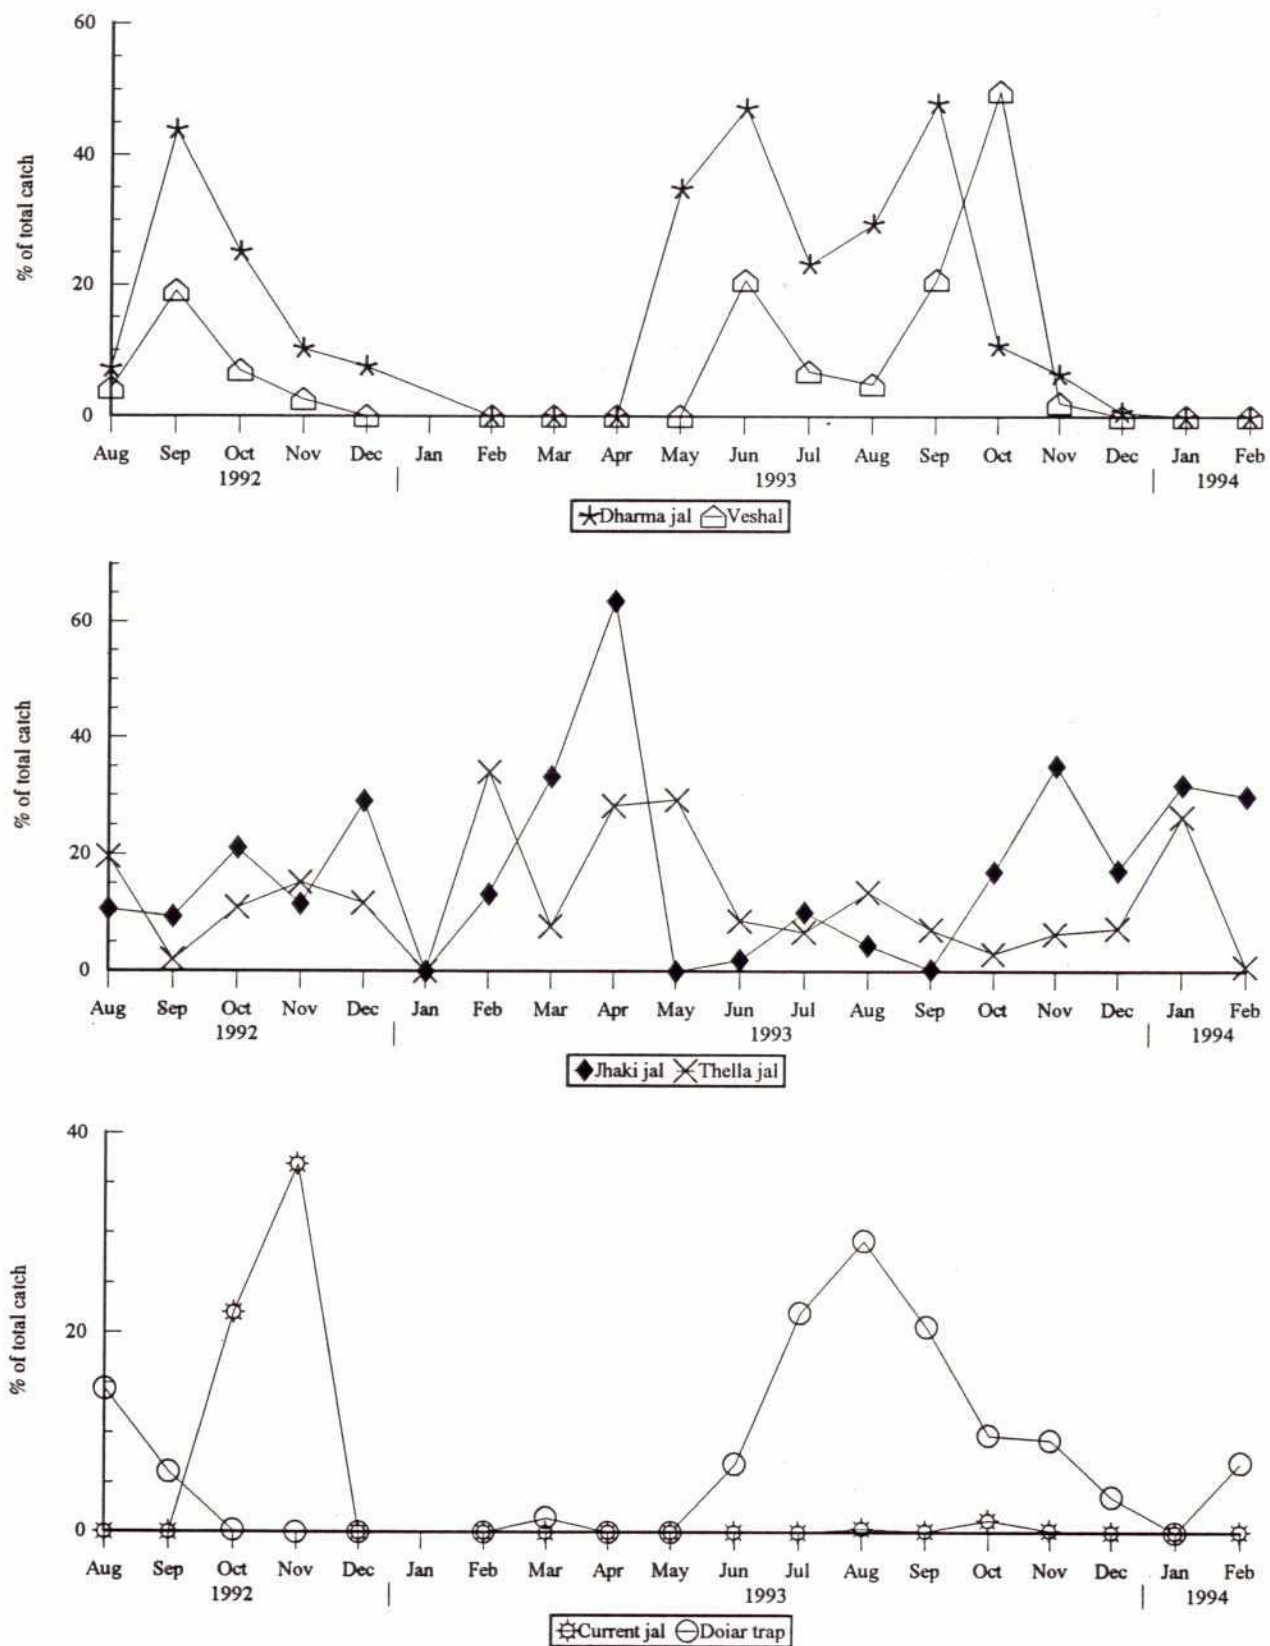 60
40
20
0
% of total catch
Aug Sep Oct Nov Dec Jan Feb Mar Apr May Jun Jul Aug Sep Oct Nov Dec Jan Feb
1992 | 1993 | 1994
Dharma jal Veshal
60
40
20
0
% of total catch
Aug Sep Oct Nov Dec Jan Feb Mar Apr May Jun Jul Aug Sep Oct Nov Dec Jan Feb
1992 | 1993 | 1994
Jhaki jal Thella jal
40
20
0
% of total catch
Aug Sep Oct Nov Dec Jan Feb Mar Apr May Jun Jul Aug Sep Oct Nov Dec Jan Feb
1992 | 1993 | 1994
Current jal Doiar trap